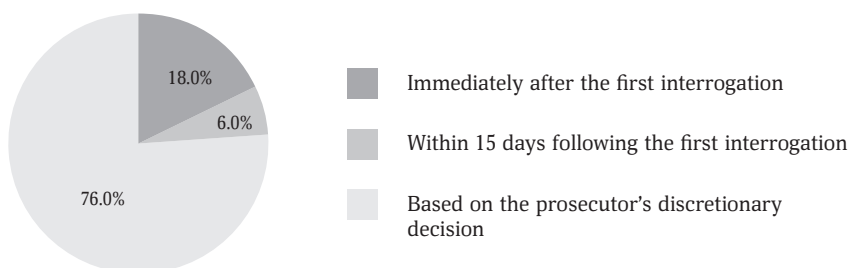 18.0%
6.0%
76.0%
Immediately after the first interrogation
Within 15 days following the first interrogation
Based on the prosecutor’s discretionary
decision